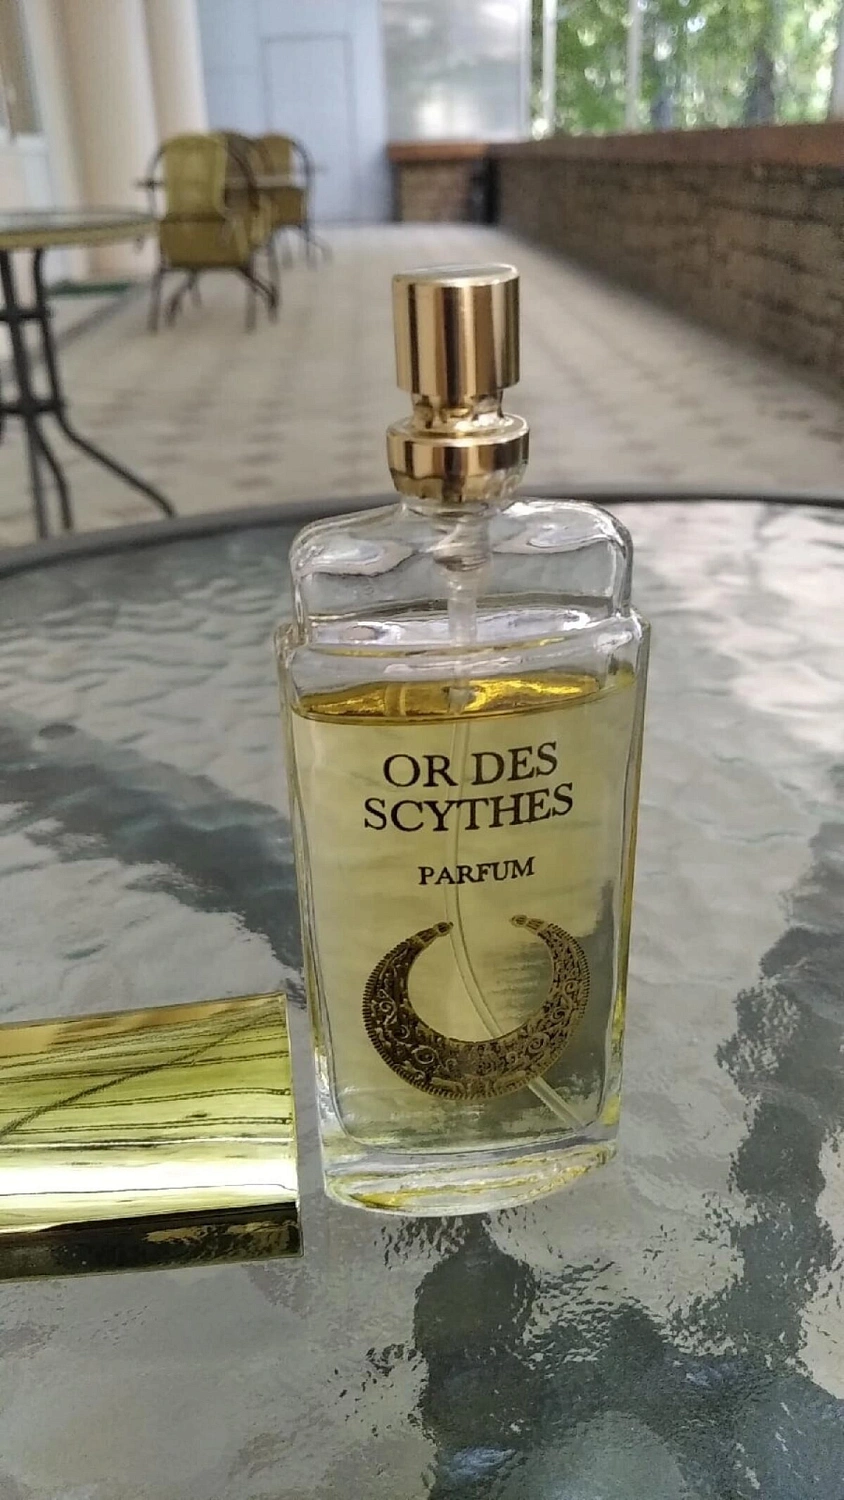 OR DES
SCYTHES
PARFUM